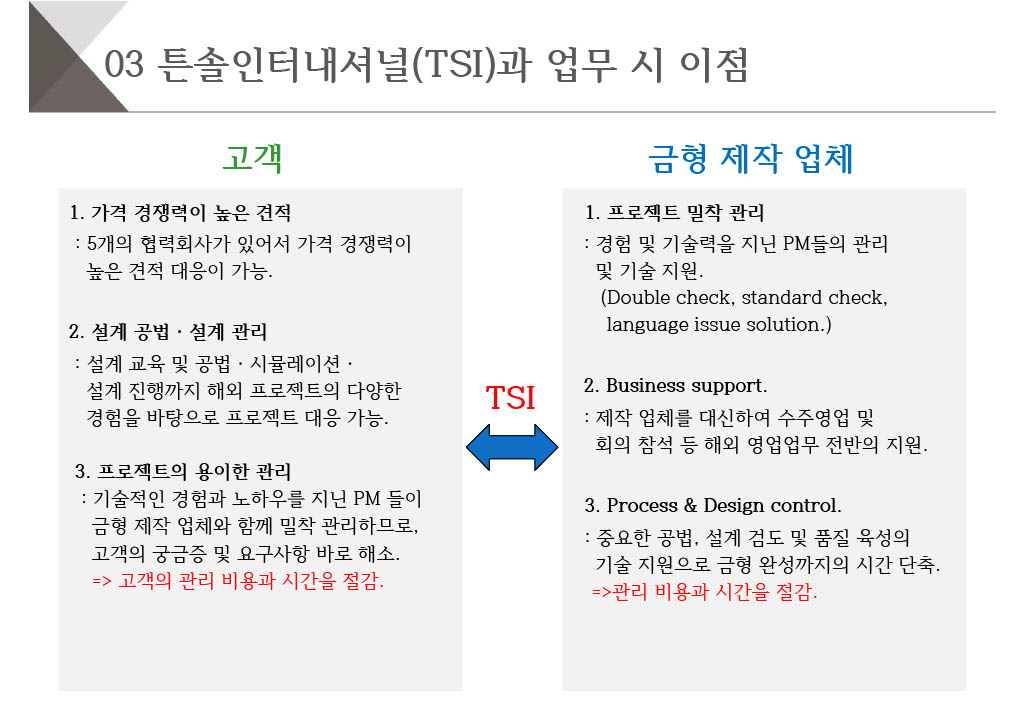 03 튼솔인터내셔널(TSI)과 업무 시 이점
고객
1. 가격 경쟁력이 높은 견적
: 5개의 협력회사가 있어서 가격 경쟁력이
높은 견적 대응이 가능.
2. 설계 공법 · 설계 관리
: 설계 교육 및 공법 · 시뮬레이션 ·
설계 진행까지 해외 프로젝트의 다양한
경험을 바탕으로 프로젝트 대응 가능.
3. 프로젝트의 용이한 관리
: 기술적인 경험과 노하우를 지닌 PM 들이
금형 제작 업체와 함께 밀착 관리하므로,
고객의 궁금증 및 요구사항 바로 해소.
=> 고객의 관리 비용과 시간을 절감.
TSI
금형 제작 업체
1. 프로젝트 밀착 관리
: 경험 및 기술력을 지닌 PM들의 관리
및 기술 지원.
(Double check, standard check,
language issue solution.)
2. Business support.
: 제작 업체를 대신하여 수주영업 및
회의 참석 등 해외 영업업무 전반의 지원.
3. Process & Design control.
: 중요한 공법, 설계 검도 및 품질 육성의
기술 지원으로 금형 완성까지의 시간 단축.
=>관리 비용과 시간을 절감.